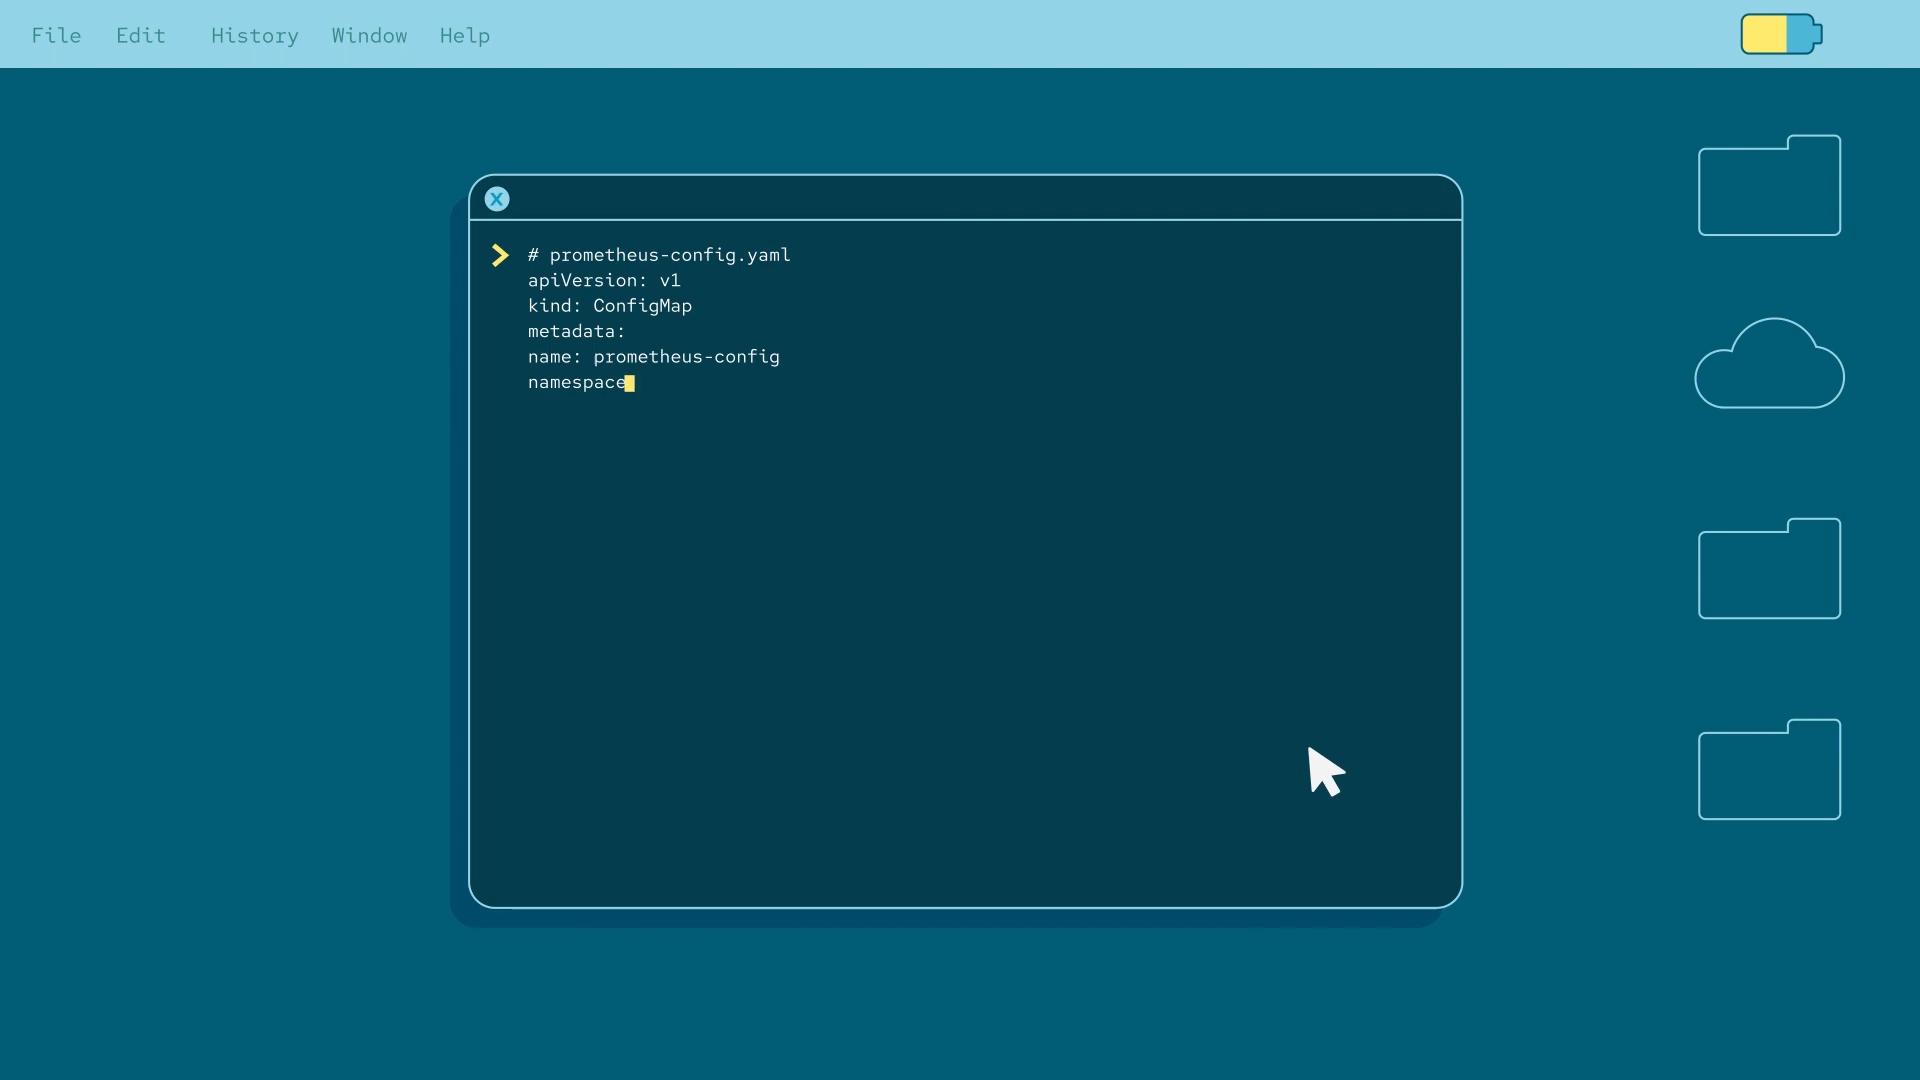 File Edit History Window Help
X
# prometheus-config.yaml
apiVersion: v1
kind: ConfigMap
metadata:
name: prometheus-config
namespace